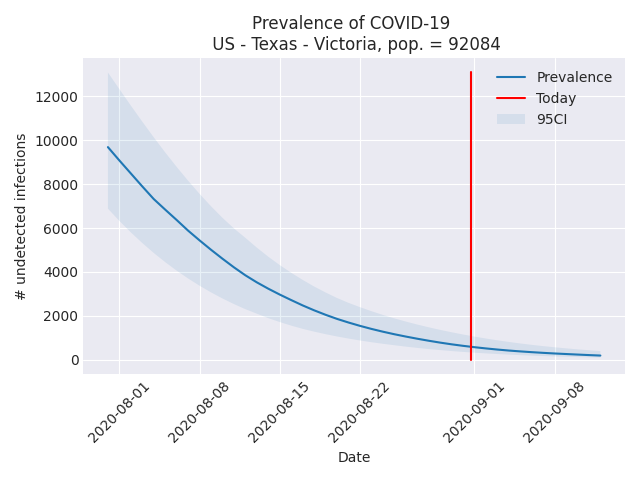 Prevalence of COVID-19
US - Texas - Victoria, pop. = 92084
Prevalence
Today
95CI
# undetected infections
12000
10000
8000
6000
4000
2000
0
2020-08-01
2020-08-08
2020-08-15
2020-08-22
2020-09-01
2020-09-08
Date